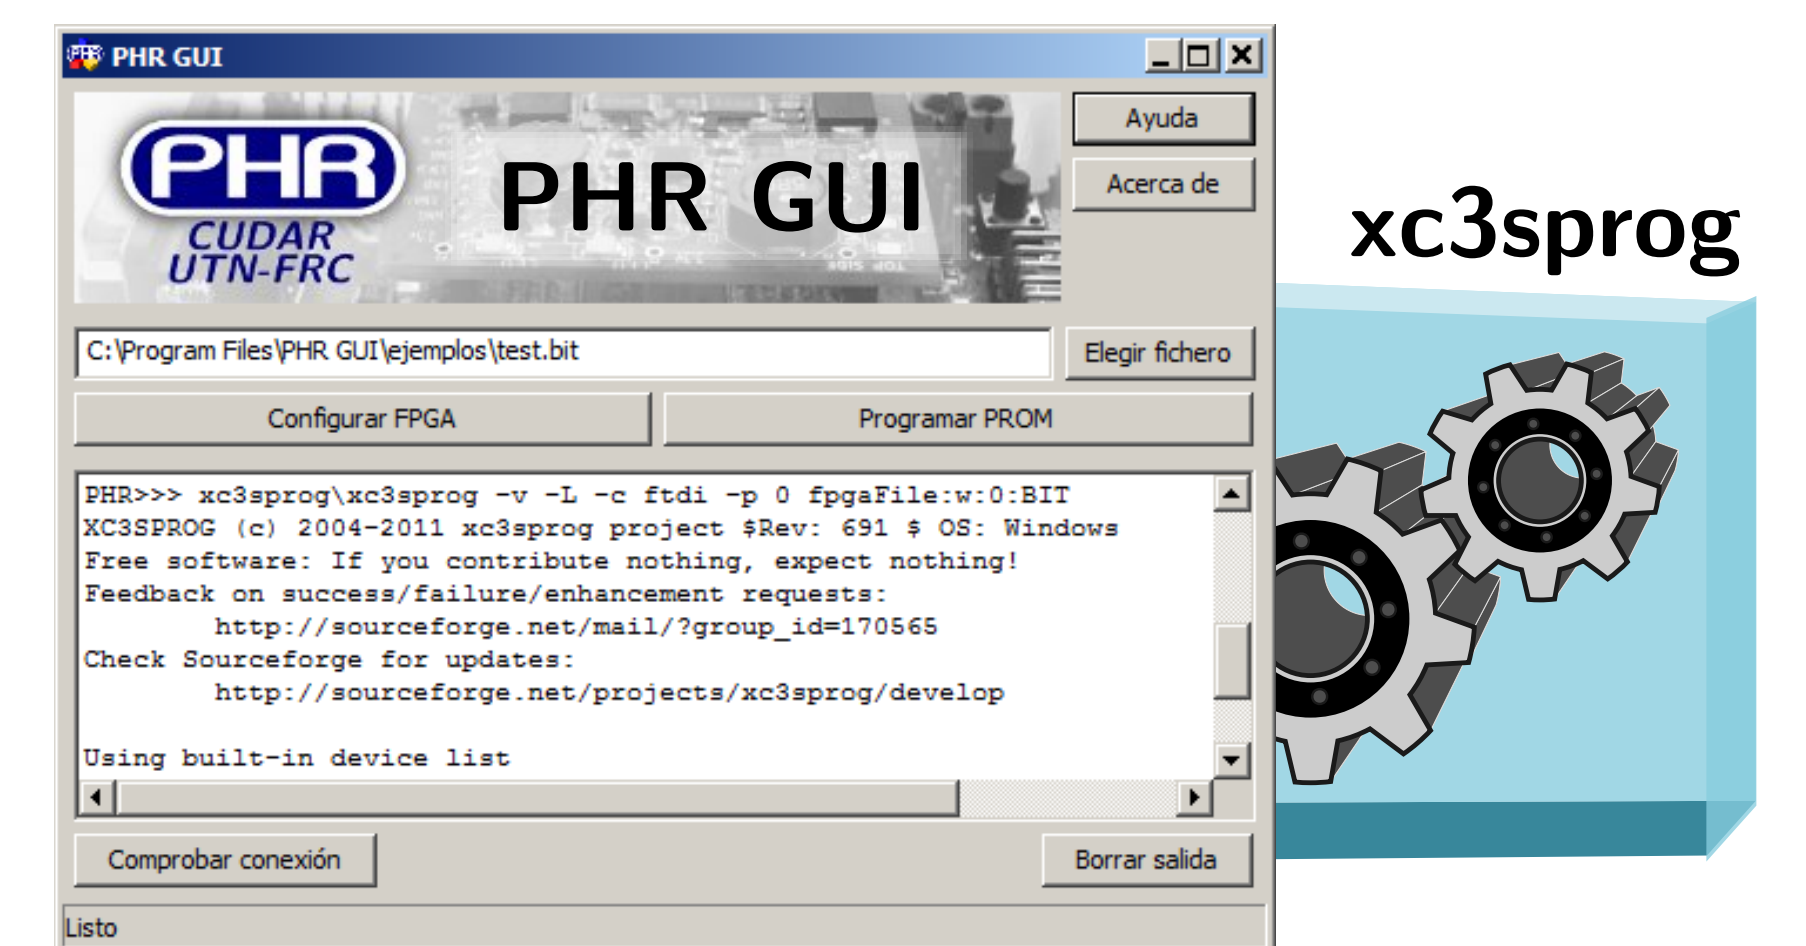 PHR GUI
PHR
CUDAR
UTN-FRC
PHR GUI
Ayuda
Acerca de
xc3sprog
C:\Program Files\PHR GUI\ejemplos\test.bit
Elegir fichero
Configurar FPGA
Programar PROM
PHR>>> xc3sprog\xc3sprog -v -L -c ftdi -p 0 fpgaFile:w:0:BIT
XC3SPROG (c) 2004-2011 xc3sprog project $Rev: 691 $ OS: Windows
Free software: If you contribute nothing, expect nothing!
Feedback on success/failure/enhancement requests:
http://sourceforge.net/mail/?group_id=170565
Check Sourceforge for updates:
http://sourceforge.net/projects/xc3sprog/develop
Using built-in device list
Comprobar conexión
Borrar salida
Listo